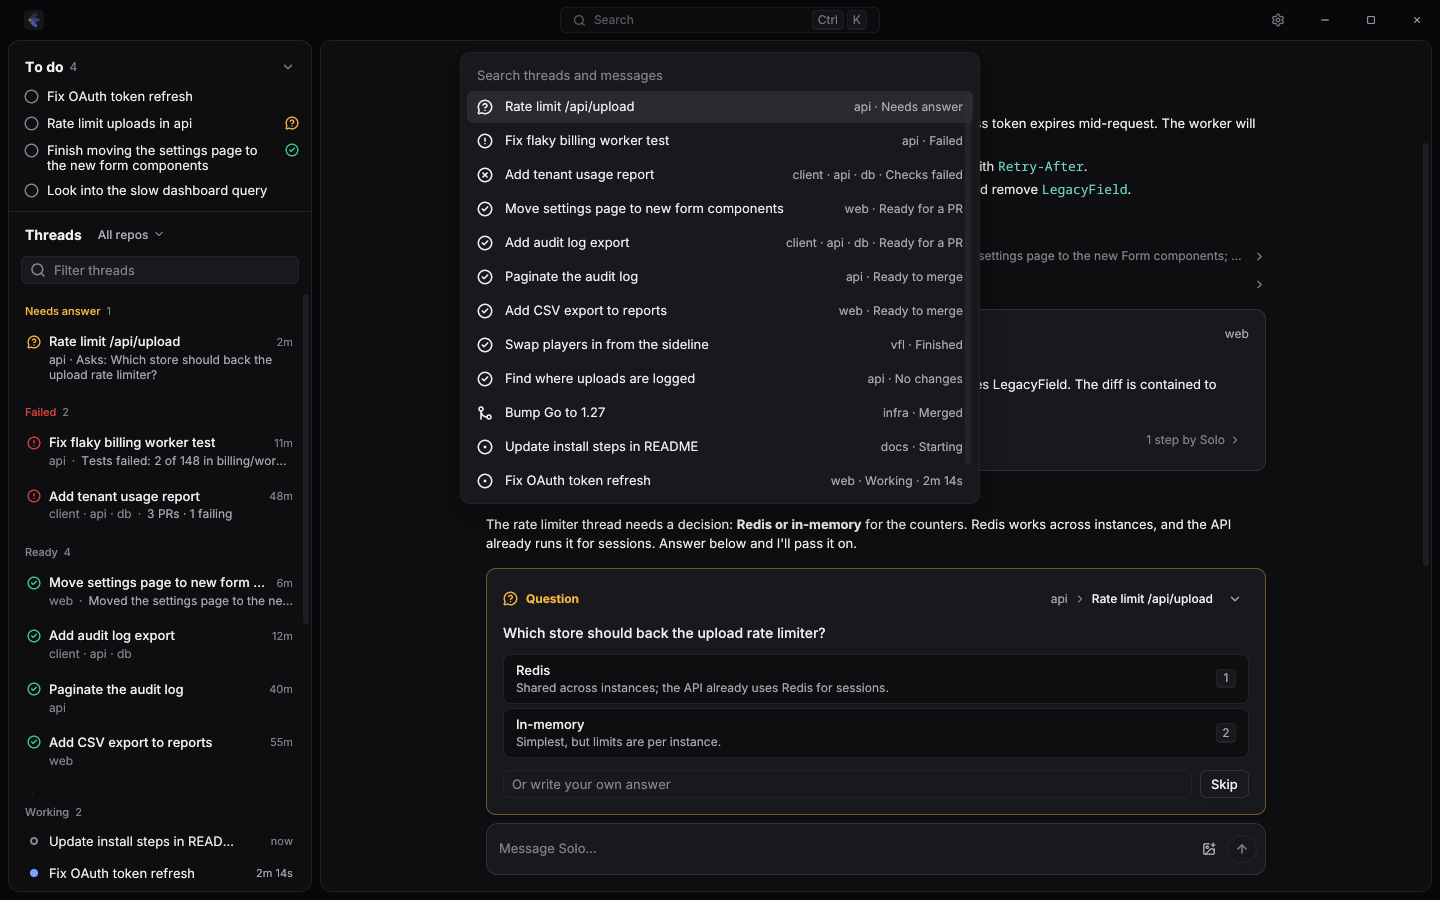 Search Ctrl K
To do 4
Fix OAuth token refresh
Rate limit uploads in api
Finish moving the settings page to
the new form components
Look into the slow dashboard query
Threads All repos
Filter threads
Needs answer 1
Rate limit /api/upload 2m
api · Asks: Which store should back the
upload rate limiter?
Failed 2
Fix flaky billing worker test 11m
api · Tests failed: 2 of 148 in billing/wor...
Add tenant usage report 48m
client · api · db · 3 PRs · 1 failing
Ready 4
Move settings page to new form ... 6m
web · Moved the settings page to the ne...
Add audit log export 12m
client · api · db
Paginate the audit log 40m
api
Add CSV export to reports 55m
web
Working 2
Update install steps in READ... now
Fix OAuth token refresh 2m 14s
Search threads and messages
Rate limit /api/upload api · Needs answer
Fix flaky billing worker test api · Failed
Add tenant usage report client · api · db · Checks failed
Move settings page to new form components web · Ready for a PR
Add audit log export client · api · db · Ready for a PR
Paginate the audit log api · Ready to merge
Add CSV export to reports web · Ready to merge
Swap players in from the sideline vfl · Finished
Find where uploads are logged api · No changes
Bump Go to 1.27 infra · Merged
Update install steps in README docs · Starting
Fix OAuth token refresh web · Working · 2m 14s
token expires mid-request. The worker will
Retry-After.
remove LegacyField.
settings page to the new Form components; ...
web
LegacyField. The diff is contained to
1 step by Solo
The rate limiter thread needs a decision: Redis or in-memory for the counters. Redis works across instances, and the API
already runs it for sessions. Answer below and I'll pass it on.
Question api Rate limit /api/upload
Which store should back the upload rate limiter?
Redis
Shared across instances; the API already uses Redis for sessions. 1
In-memory
Simplest, but limits are per instance. 2
Or write your own answer Skip
Message Solo...